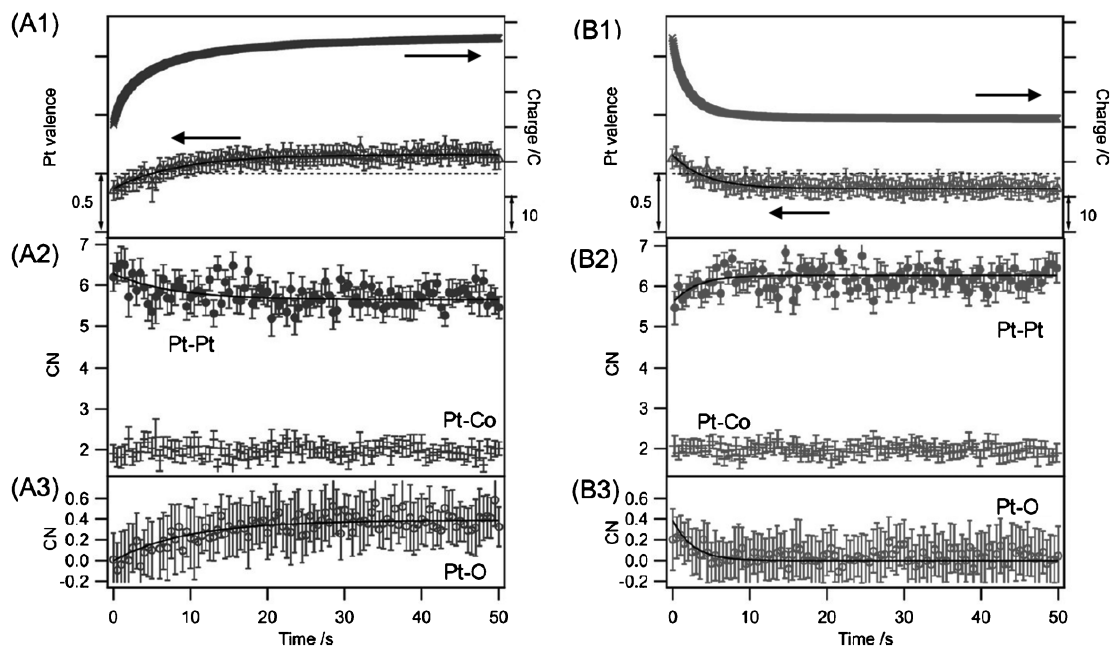 (A1)
Pt valence
0.5
Charge /C
10
(B1)
Pt valence
0.5
Charge /C
10
(A2)
7
6
5
4
3
2
CN
Pt-Pt
Pt-Co
(B2)
7
6
5
4
3
2
CN
Pt-Pt
Pt-Co
(A3)
0.6
0.4
0.2
0.0
-0.2
CN
Pt-O
0 10 20 30 40 50
Time /s
(B3)
0.6
0.4
0.2
0.0
-0.2
CN
Pt-O
0 10 20 30 40 50
Time /s